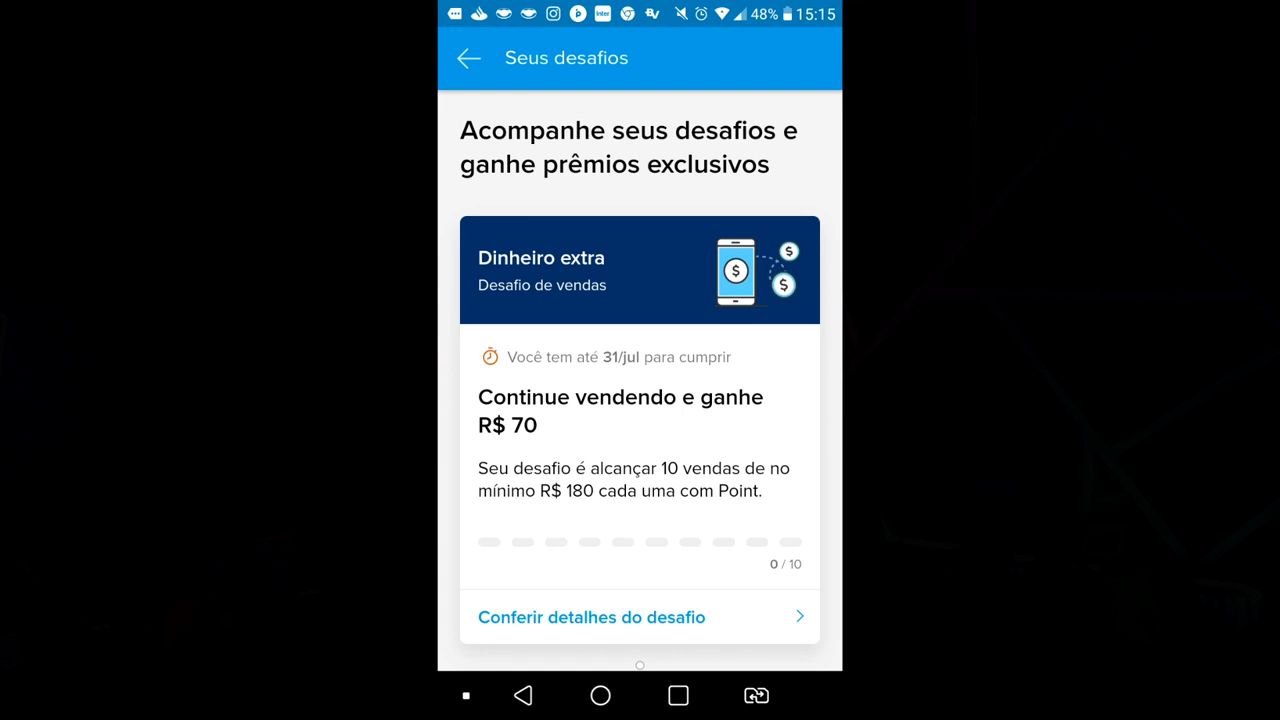 48% 15:15
Seus desafios
Acompanhe seus desafios e
ganhe prêmios exclusivos
Dinheiro extra
Desafio de vendas
$ $ $
Você tem até 31/jul para cumprir
Continue vendendo e ganhe
R$ 70
Seu desafio é alcançar 10 vendas de no
mínimo R$ 180 cada uma com Point.
0 / 10
Conferir detalhes do desafio